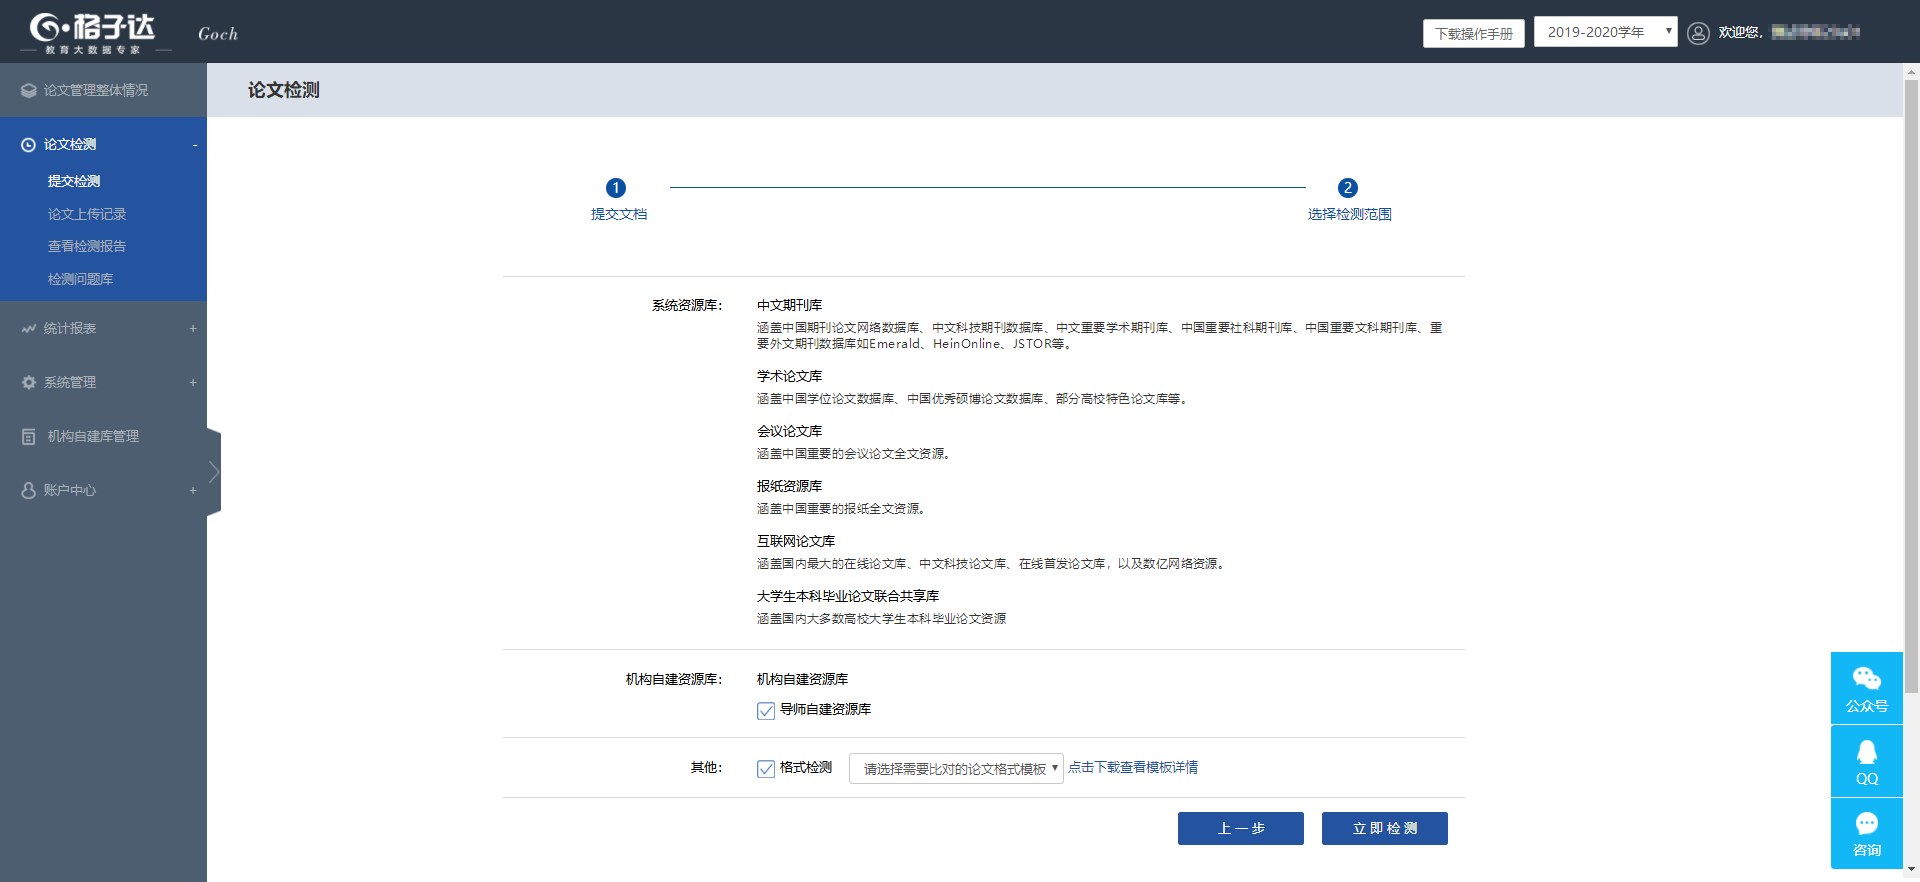 格子达
教育大数据专家
Goch
下载操作手册
2019-2020学年
欢迎您,
论文管理整体情况
论文检测
-
提交检测
论文上传记录
查看检测报告
检测问题库
统计报表
+
系统管理
+
机构自建库管理
账户中心
+
论文检测
1
2
提交文档
选择检测范围
系统资源库：
中文期刊库
涵盖中国期刊论文网络数据库、中文科技期刊数据库、中文重要学术期刊库、中国重要社科期刊库、中国重要文科期刊库、重
要外文期刊数据库如Emerald、HeinOnline、JSTOR等。
学术论文库
涵盖中国学位论文数据库、中国优秀硕博论文数据库、部分高校特色论文库等。
会议论文库
涵盖中国重要的会议论文全文资源。
报纸资源库
涵盖中国重要的报纸全文资源。
互联网论文库
涵盖国内最大的在线论文库、中文科技论文库、在线首发论文库，以及数亿网络资源。
大学生本科毕业论文联合共享库
涵盖国内大多数高校大学生本科毕业论文资源
机构自建资源库：
机构自建资源库
导师自建资源库
其他：
格式检测
请选择需要比对的论文格式模板
点击下载查看模板详情
上一步
立即检测
公众号
QQ
咨询